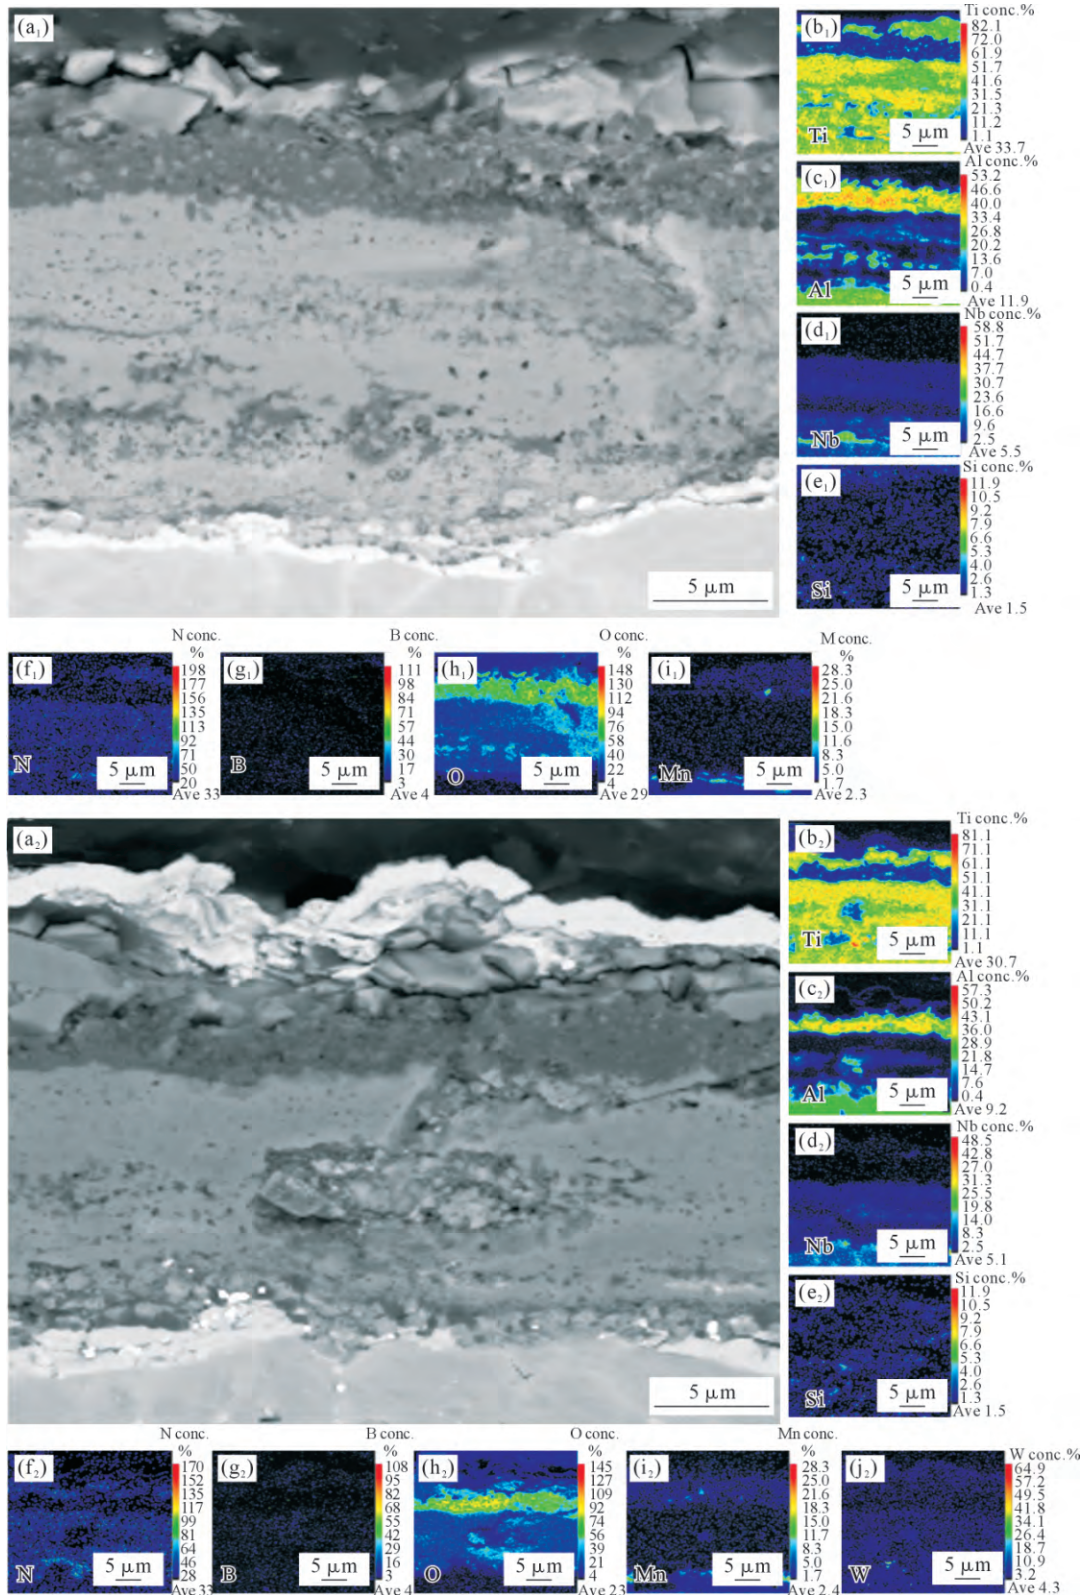 (a₁)
5 μm
(b₁)
Ti
5 μm
Ti conc.%
82.1
72.0
61.9
51.7
41.6
31.5
21.3
11.2
1.1
Ave 33.7
(c₁)
Al
5 μm
Al conc.%
53.2
46.6
40.0
33.4
26.8
20.2
13.6
7.0
0.4
Ave 11.9
(d₁)
Nb
5 μm
Nb conc.%
58.8
51.7
44.7
37.7
30.7
23.6
16.6
9.6
2.5
Ave 5.5
(e₁)
Si
5 μm
Si conc.%
11.9
10.5
9.2
7.9
6.6
5.3
4.0
2.6
1.3
Ave 1.5
(f₁)
N
5 μm
N conc.
%
198
177
156
135
113
92
71
50
20
Ave 33
(g₁)
B
5 μm
B conc.
%
111
98
84
71
57
44
30
17
3
Ave 4
(h₁)
O
5 μm
O conc.
%
148
130
112
94
76
58
40
22
4
Ave 29
(i₁)
Mn
5 μm
M conc.
%
28.3
25.0
21.6
18.3
15.0
11.6
8.3
5.0
1.7
Ave 2.3
(a₂)
5 μm
(b₂)
Ti
5 μm
Ti conc.%
81.1
71.1
61.1
51.1
41.1
31.1
21.1
11.1
1.1
Ave 30.7
(c₂)
Al
5 μm
Al conc.%
57.3
50.2
43.1
36.0
28.9
21.8
14.7
7.6
0.4
Ave 9.2
(d₂)
Nb
5 μm
Nb conc.%
48.5
42.8
27.0
31.3
25.5
19.8
14.0
8.3
2.5
Ave 5.1
(e₂)
Si
5 μm
Si conc.%
11.9
10.5
9.2
7.9
6.6
5.3
4.0
2.6
1.3
Ave 1.5
(f₂)
N
5 μm
N conc.
%
170
152
135
117
99
81
64
46
28
Ave 33
(g₂)
B
5 μm
B conc.
%
108
95
82
68
55
42
29
16
3
Ave 4
(h₂)
O
5 μm
O conc.
%
145
127
109
92
74
56
39
21
4
Ave 23
(i₂)
Mn
5 μm
Mn conc.
%
28.3
25.0
21.6
18.3
15.0
11.7
8.3
5.0
1.7
Ave 2.4
(j₂)
W
5 μm
W conc.%
64.9
57.2
49.5
41.8
34.1
26.4
18.7
10.9
3.2
Ave 4.3